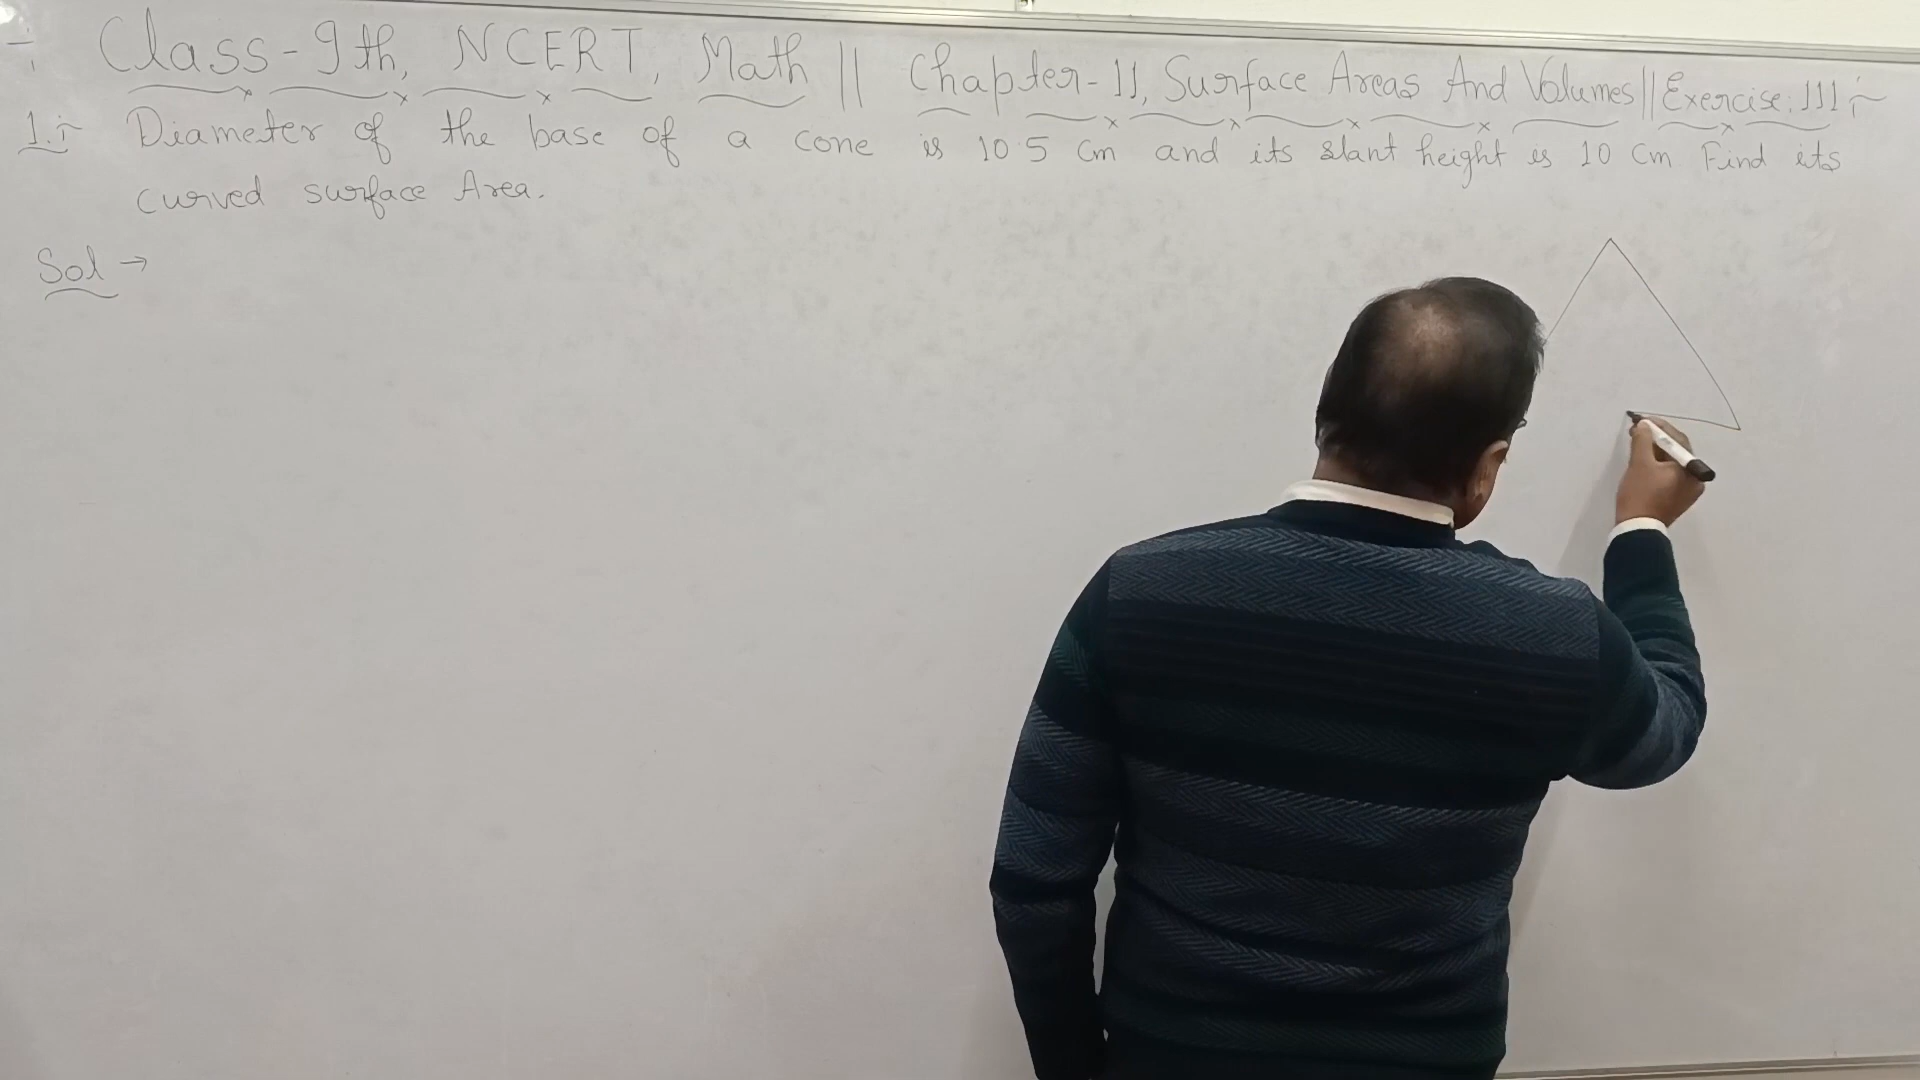 :- Class-9th, NCERT, Math || Chapter-11, Surface Areas And Volumes || Exercise: 11.1 :-
1.:- Diameter of the base of a cone is 10.5 cm and its slant height is 10 cm Find its
curved surface Area.
Sol →